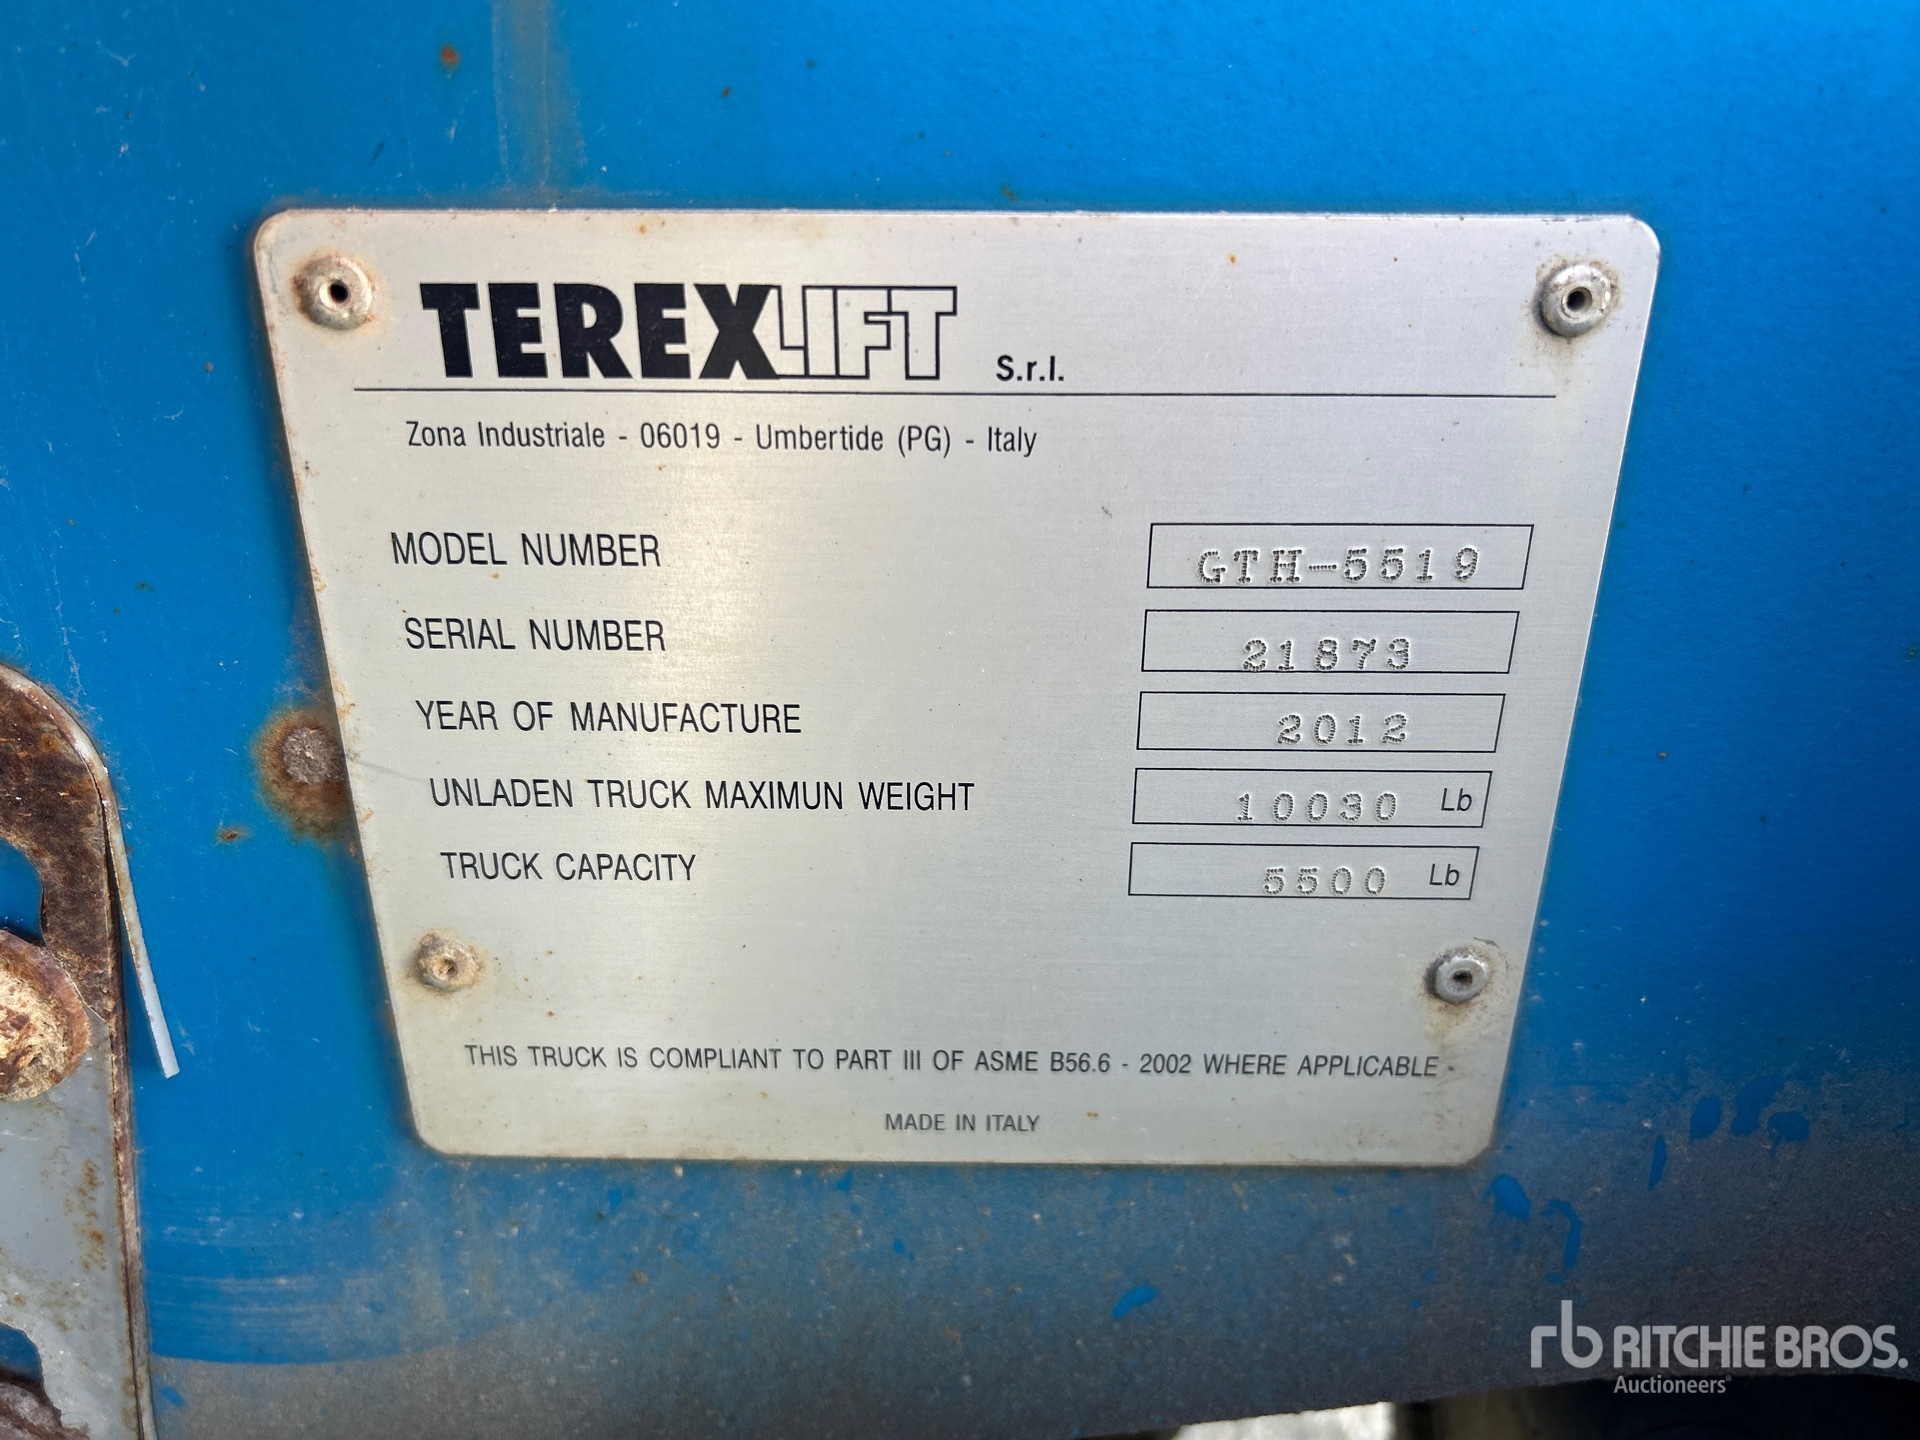 TEREXLIFT S.r.l.
Zona Industriale - 06019 - Umbertide (PG) - Italy
MODEL NUMBER GTH-5519
SERIAL NUMBER 21873
YEAR OF MANUFACTURE 2012
UNLADEN TRUCK MAXIMUN WEIGHT 10030 Lb
TRUCK CAPACITY 5500 Lb
THIS TRUCK IS COMPLIANT TO PART III OF ASME B56.6 - 2002 WHERE APPLICABLE -
MADE IN ITALY
rb RITCHIE BROS.
Auctioneers